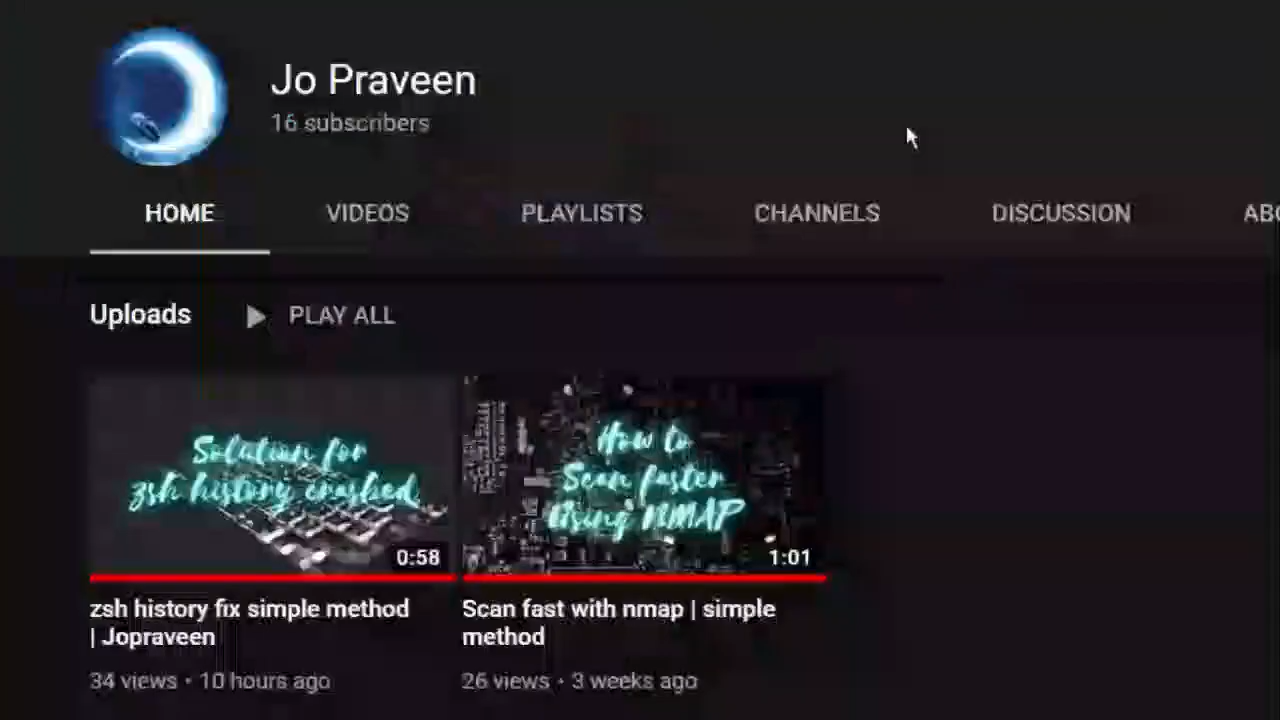 Jo Praveen
16 subscribers
HOME VIDEOS PLAYLISTS CHANNELS DISCUSSION
Uploads PLAY ALL
Solution for
zsh history crashed
0:58
How to
Scan faster
Using NMAP
1:01
zsh history fix simple method
| Jopraveen
34 views • 10 hours ago
Scan fast with nmap | simple
method
26 views • 3 weeks ago